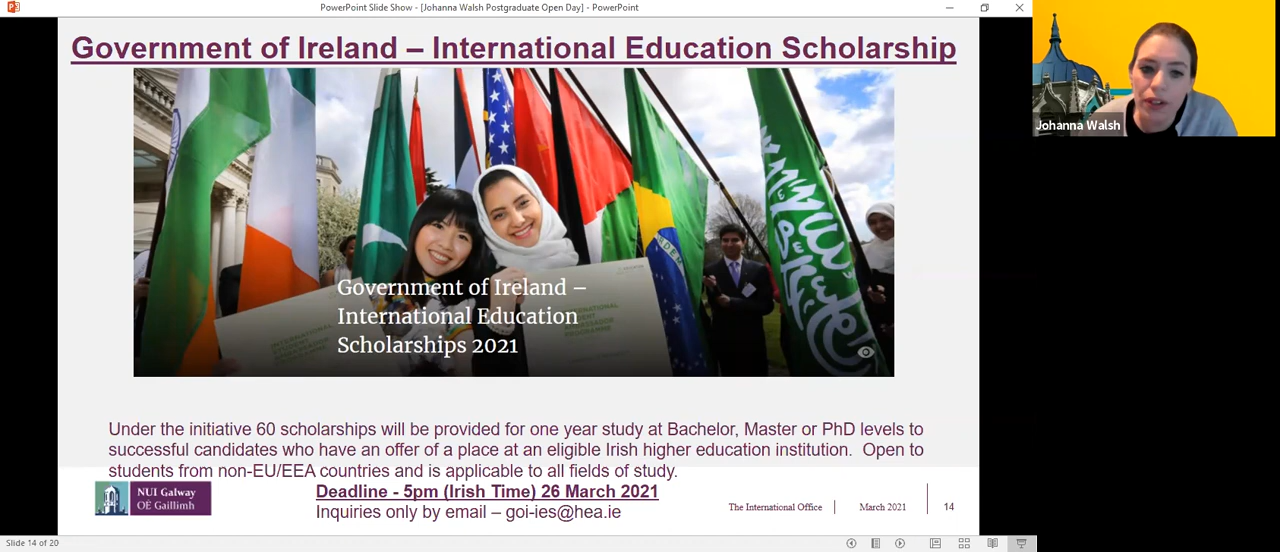 PowerPoint Slide Show - [Johanna Walsh Postgraduate Open Day] - PowerPoint
Government of Ireland – International Education Scholarship
Johanna Walsh
Government of Ireland –
International Education
Scholarships 2021
Under the initiative 60 scholarships will be provided for one year study at Bachelor, Master or PhD levels to
successful candidates who have an offer of a place at an eligible Irish higher education institution. Open to
students from non-EU/EEA countries and is applicable to all fields of study.
Deadline - 5pm (Irish Time) 26 March 2021
Inquiries only by email – goi-ies@hea.ie
NUI Galway
OÉ Gaillimh
The International Office
March 2021
14
Slide 14 of 20